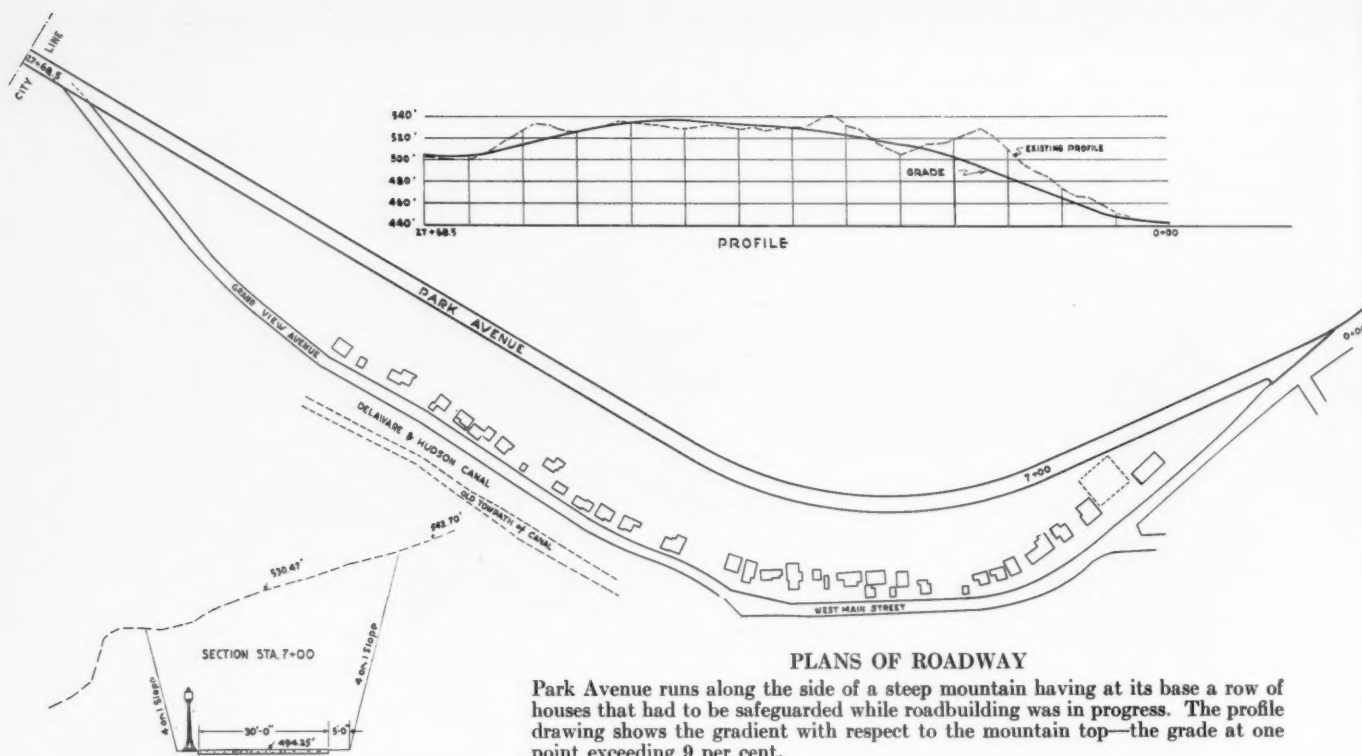 CITY LINE
27+68.5
540'
510'
500'
480'
460'
440'
EXISTING PROFILE
GRADE
27+68.5
0+00
PROFILE
PARK AVENUE
GRAND VIEW AVENUE
DELAWARE & HUDSON CANAL
OLD TOWPATH of CANAL
0+00
7+00
WEST MAIN STREET
542.70'
530.47'
SECTION STA. 7+00
4 on 1 Slope
4 on 1 Slope
30'-0"
5'-0
494.25'
PLANS OF ROADWAY
Park Avenue runs along the side of a steep mountain having at its base a row of
houses that had to be safeguarded while roadbuilding was in progress. The profile
drawing shows the gradient with respect to the mountain top—the grade at one
point exceeding 9 per cent.